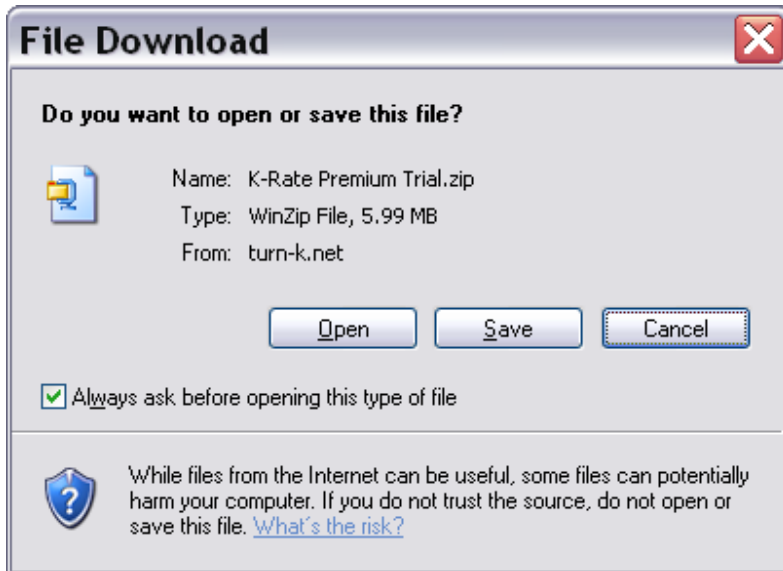 File Download
Do you want to open or save this file?
Name: K-Rate Premium Trial.zip
Type: WinZip File, 5.99 MB
From: turn-k.net
Open Save Cancel
Always ask before opening this type of file
While files from the Internet can be useful, some files can potentially
harm your computer. If you do not trust the source, do not open or
save this file. What´s the risk?